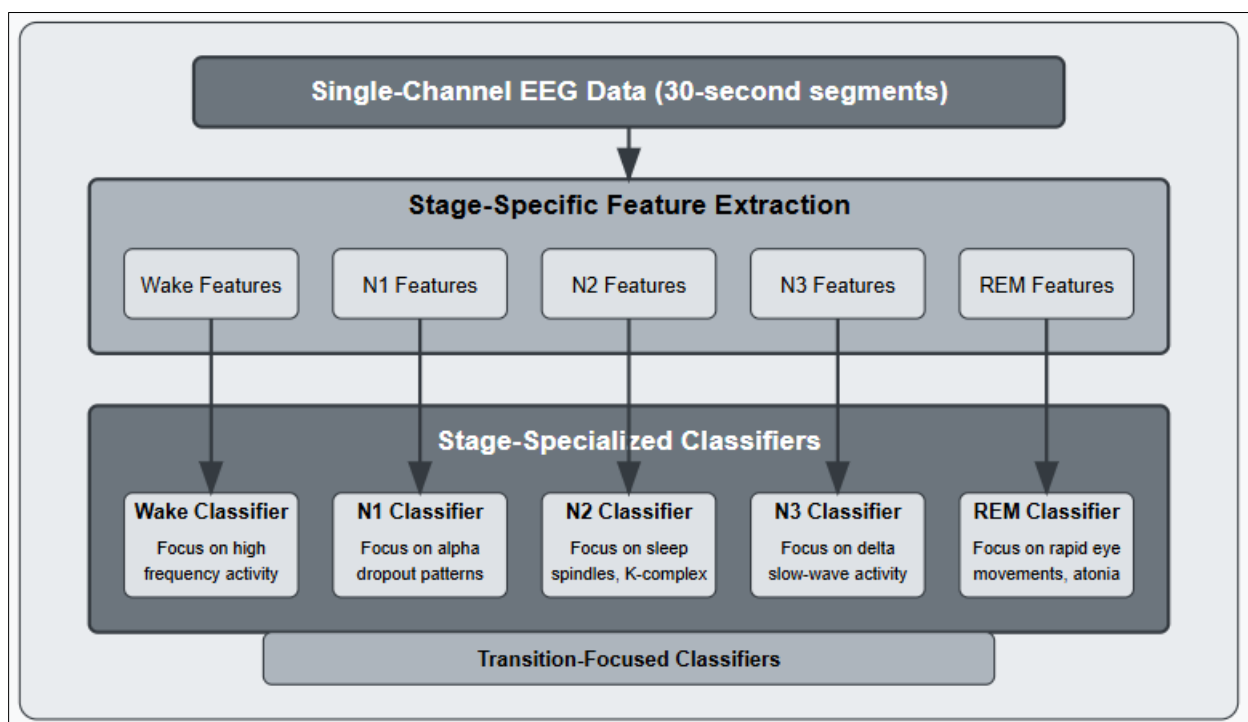 Single-Channel EEG Data (30-second segments)
Stage-Specific Feature Extraction
Wake Features
N1 Features
N2 Features
N3 Features
REM Features
Stage-Specialized Classifiers
Wake Classifier
Focus on high
frequency activity
N1 Classifier
Focus on alpha
dropout patterns
N2 Classifier
Focus on sleep
spindles, K-complex
N3 Classifier
Focus on delta
slow-wave activity
REM Classifier
Focus on rapid eye
movements, atonia
Transition-Focused Classifiers